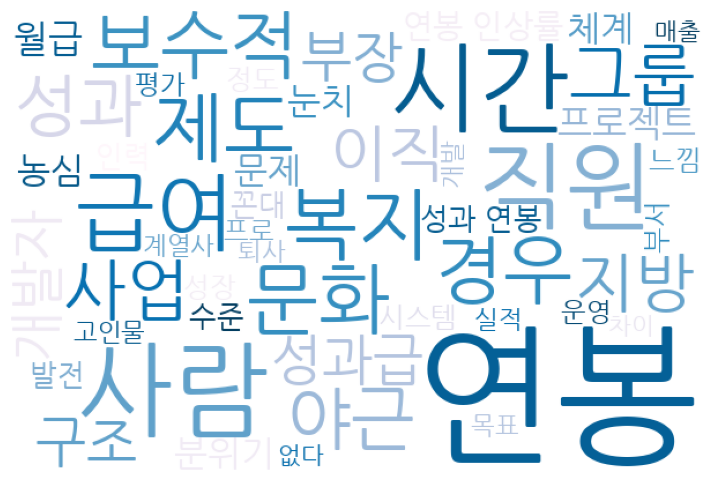 월급
보수적
부장
연봉 인상률
체계
매출
성과
평가
정도
눈치
시간
그룹
제도
프로젝트
인력
이직
개발
느낌
농심
문제
직원
급여
꼰대
복지
성과 연봉
부서
개발자
계열사
프로
퇴사
경우
지방
사업
문화
성장
고인물
수준
시스템
실적
운영
차이
사람
성과급
연봉
발전
야근
목표
구조
분위기
없다